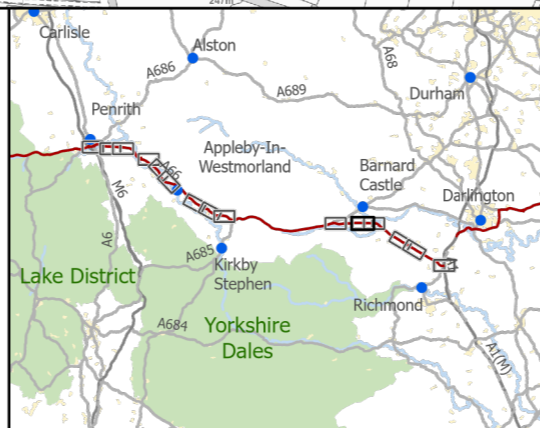 Carlisle
Alston
A686
A68
A689
Durham
Penrith
Appleby-In-
Westmorland
A66
Barnard
Castle
Darlington
M6
A6
A685
Lake District
Kirkby
Stephen
Richmond
A684
Yorkshire
Dales
A1(M)